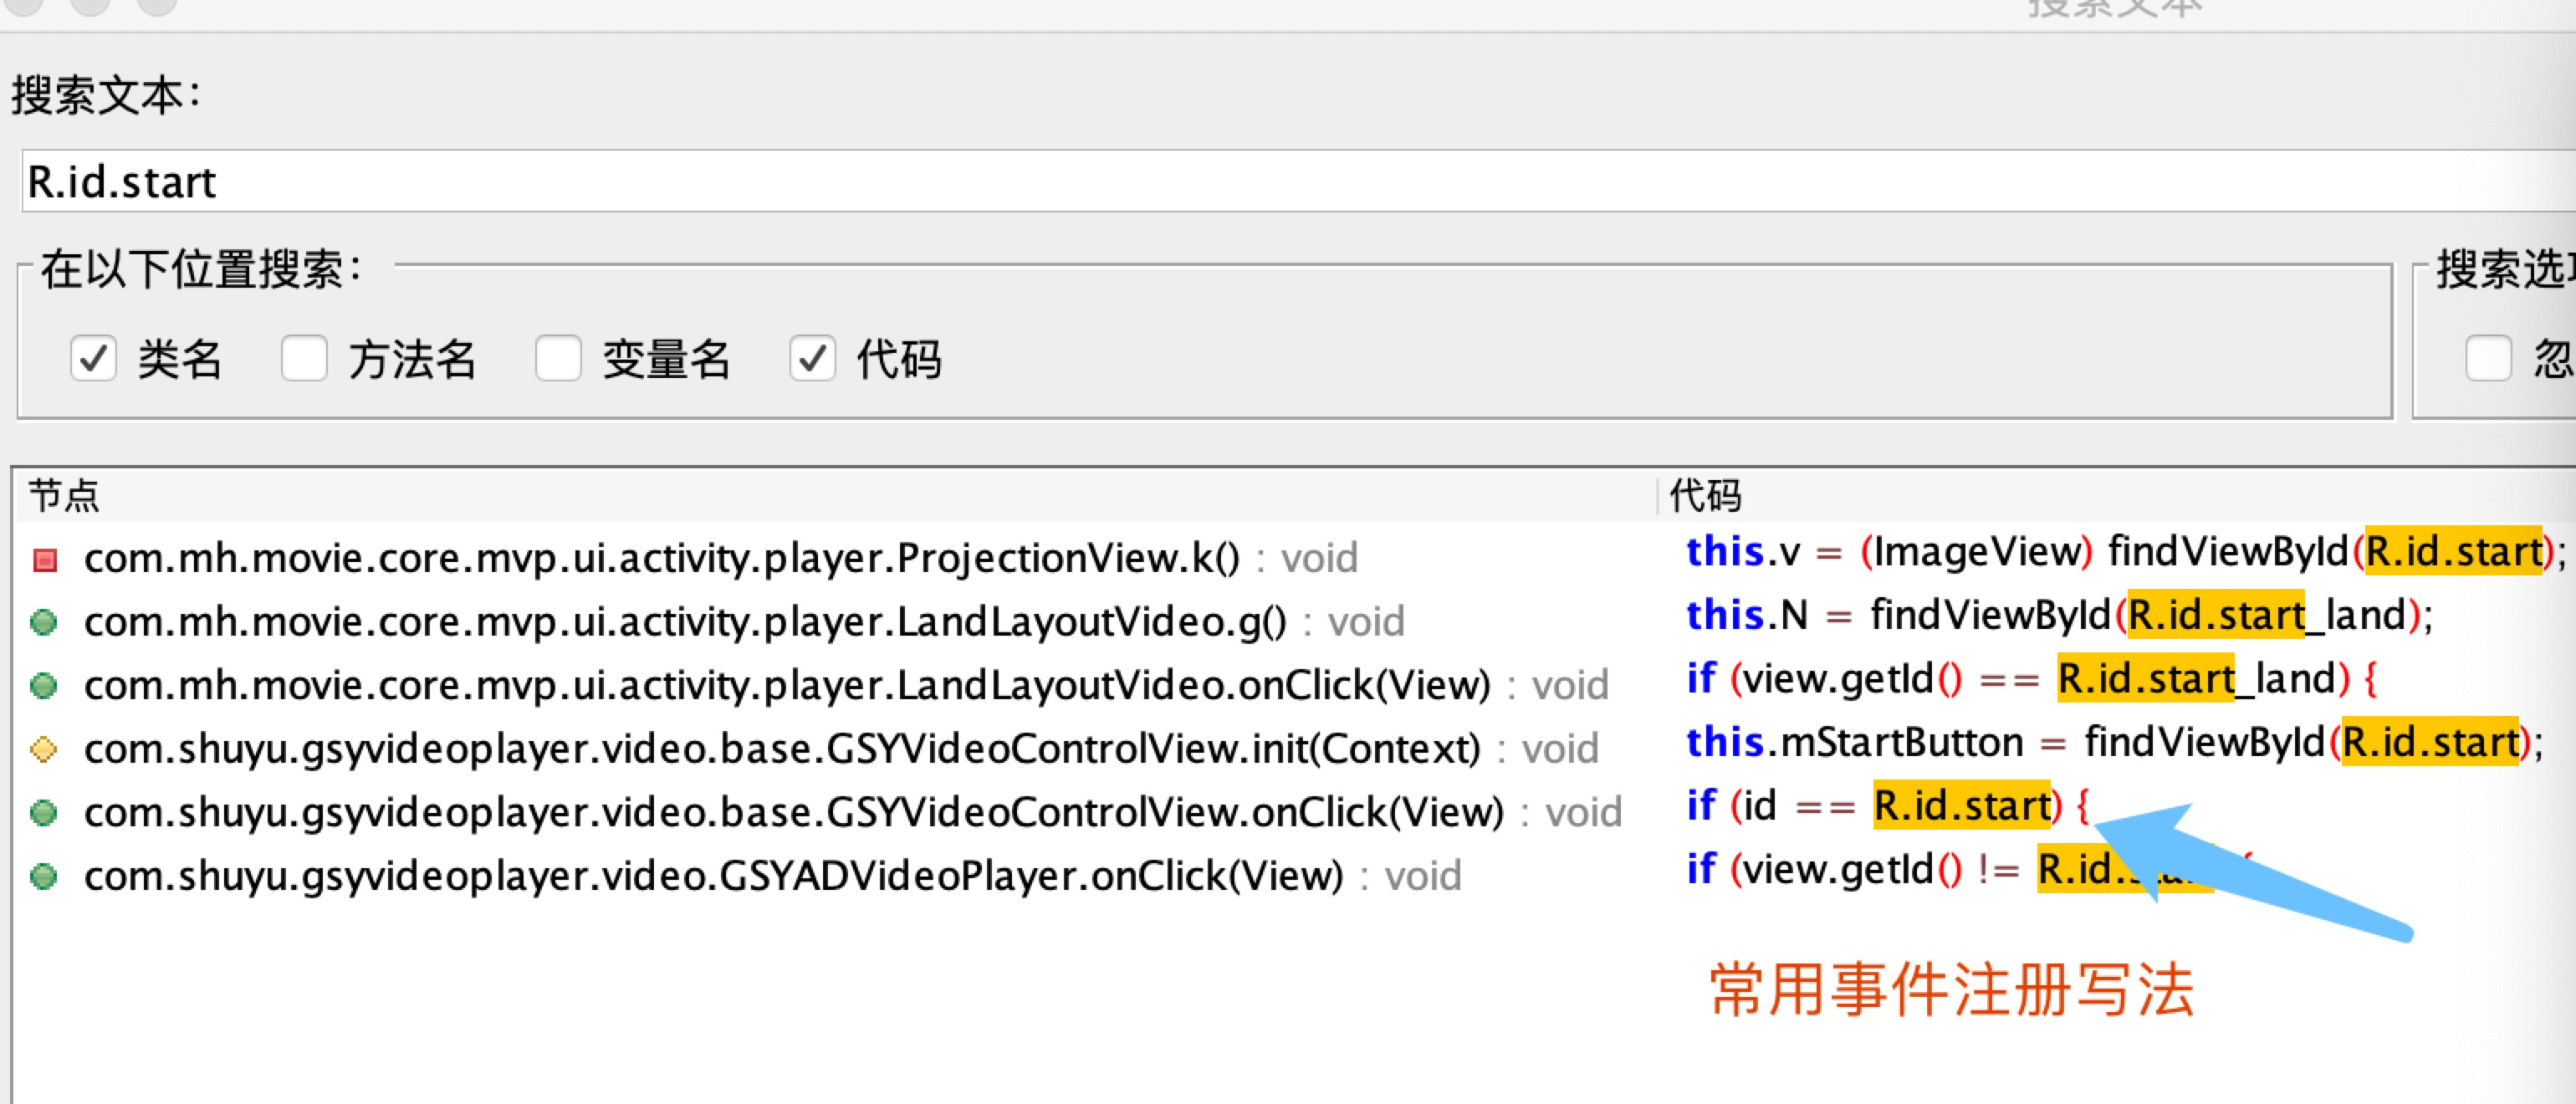 搜索文本
搜索文本:
R.id.start
在以下位置搜索:
搜索选项
类名 方法名 变量名 代码 忽
节点 代码
com.mh.movie.core.mvp.ui.activity.player.ProjectionView.k() : void this.v = (ImageView) findViewById(R.id.start);
com.mh.movie.core.mvp.ui.activity.player.LandLayoutVideo.g() : void this.N = findViewById(R.id.start_land);
com.mh.movie.core.mvp.ui.activity.player.LandLayoutVideo.onClick(View) : void if (view.getId() == R.id.start_land) {
com.shuyu.gsyvideoplayer.video.base.GSYVideoControlView.init(Context) : void this.mStartButton = findViewById(R.id.start);
com.shuyu.gsyvideoplayer.video.base.GSYVideoControlView.onClick(View) : void if (id == R.id.start) {
com.shuyu.gsyvideoplayer.video.GSYADVideoPlayer.onClick(View) : void if (view.getId() != R.id.start) {
常用事件注册写法